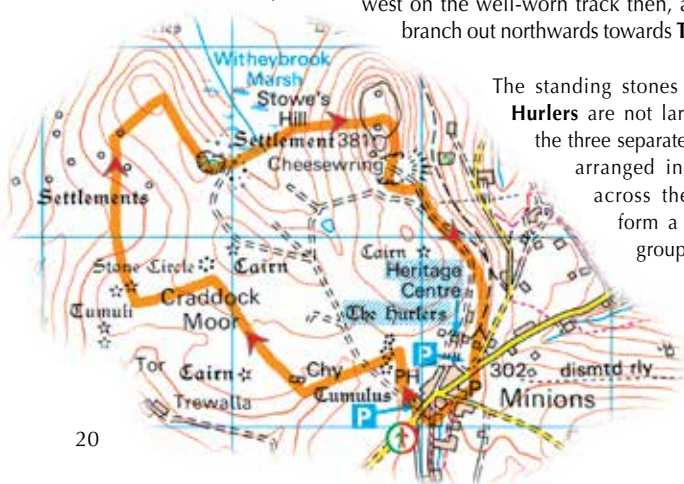 west on the well-worn track then, a
branch out northwards towards T
The standing stones
Hurlers are not lar
the three separate
arranged in
across the
form a
group
Witheybrook
Marsh
Stowe's
Hill
Settlement 381
Cheesewring
Settlements
Cairn
Stone Circle
Cairn
Heritage
Centre
The Hurlers
Craddock
Moor
Tumuli
P
Tor
Cairn
Chy
PH
302
dismtd rly
Trewalla
Tumulus
P
Minions
P
20